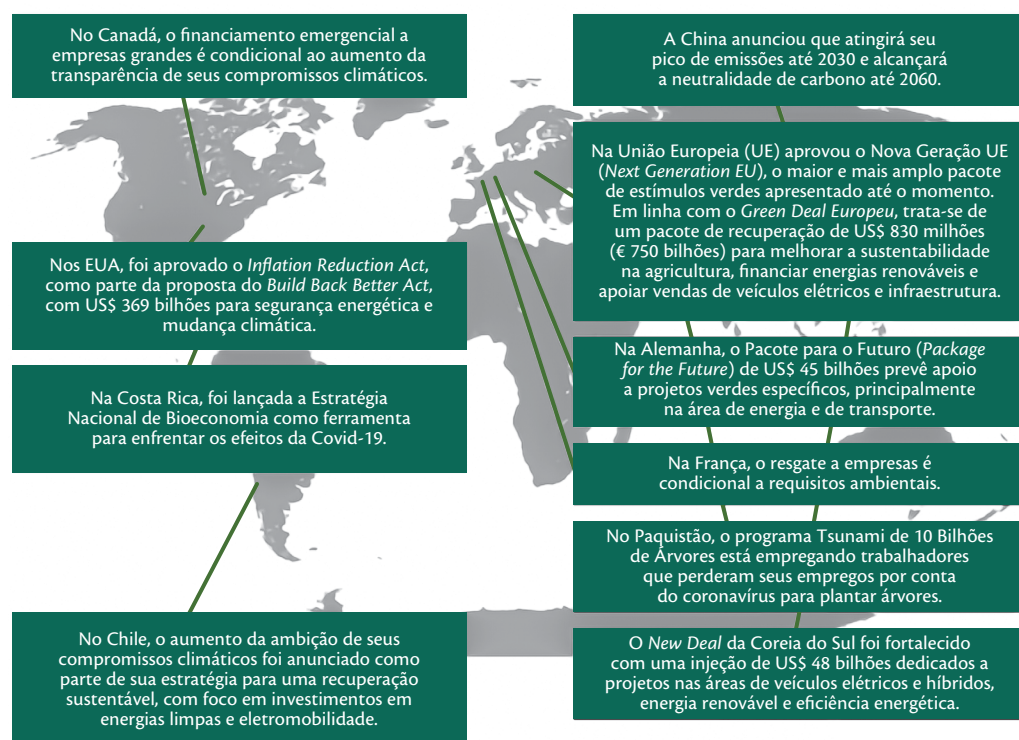 No Canadá, o financiamento emergencial a
empresas grandes é condicional ao aumento da
transparência de seus compromissos climáticos.
Nos EUA, foi aprovado o Inflation Reduction Act,
como parte da proposta do Build Back Better Act,
com US$ 369 bilhões para segurança energética e
mudança climática.
Na Costa Rica, foi lançada a Estratégia
Nacional de Bioeconomia como ferramenta
para enfrentar os efeitos da Covid-19.
No Chile, o aumento da ambição de seus
compromissos climáticos foi anunciado como
parte de sua estratégia para uma recuperação
sustentável, com foco em investimentos em
energias limpas e eletromobilidade.
A China anunciou que atingirá seu
pico de emissões até 2030 e alcançará
a neutralidade de carbono até 2060.
Na União Europeia (UE) aprovou o Nova Geração UE
(Next Generation EU), o maior e mais amplo pacote
de estímulos verdes apresentado até o momento.
Em linha com o Green Deal Europeu, trata-se de
um pacote de recuperação de US$ 830 milhões
(€ 750 bilhões) para melhorar a sustentabilidade
na agricultura, financiar energias renováveis e
apoiar vendas de veículos elétricos e infraestrutura.
Na Alemanha, o Pacote para o Futuro (Package
for the Future) de US$ 45 bilhões prevê apoio
a projetos verdes específicos, principalmente
na área de energia e de transporte.
Na França, o resgate a empresas é
condicional a requisitos ambientais.
No Paquistão, o programa Tsunami de 10 Bilhões
de Árvores está empregando trabalhadores
que perderam seus empregos por conta
do coronavírus para plantar árvores.
O New Deal da Coreia do Sul foi fortalecido
com uma injeção de US$ 48 bilhões dedicados a
projetos nas áreas de veículos elétricos e híbridos,
energia renovável e eficiência energética.